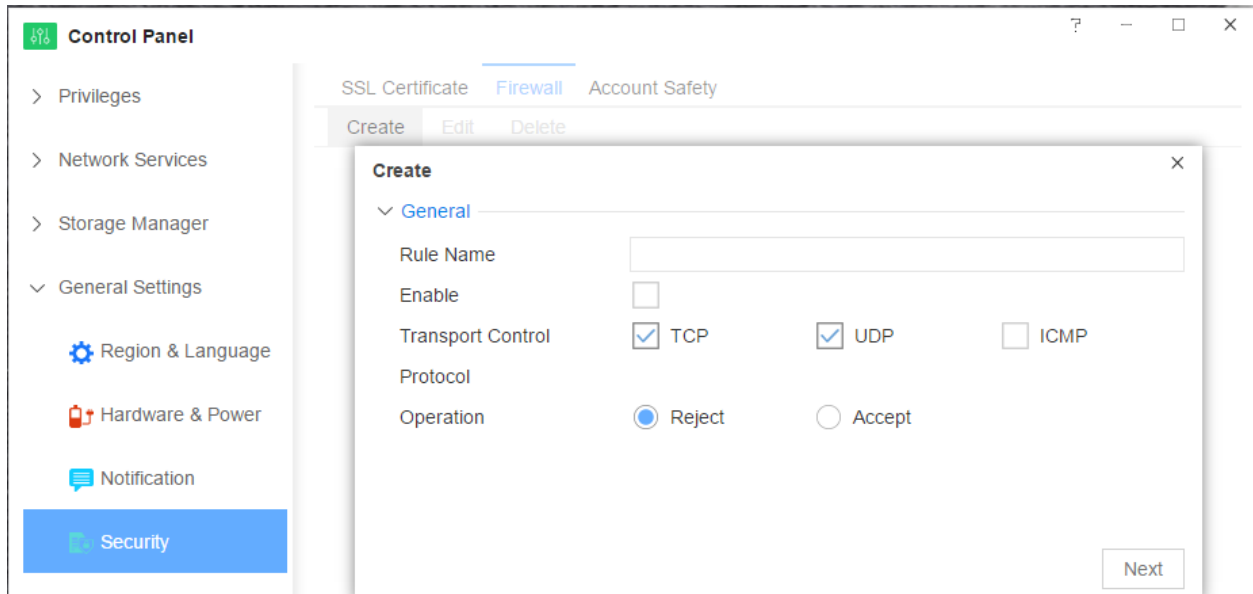 Control Panel
Privileges
Network Services
Storage Manager
General Settings
Region & Language
Hardware & Power
Notification
Security
SSL Certificate Firewall Account Safety
Create Edit Delete
Create
General
Rule Name
Enable
Transport Control TCP UDP ICMP
Protocol
Operation Reject Accept
Next